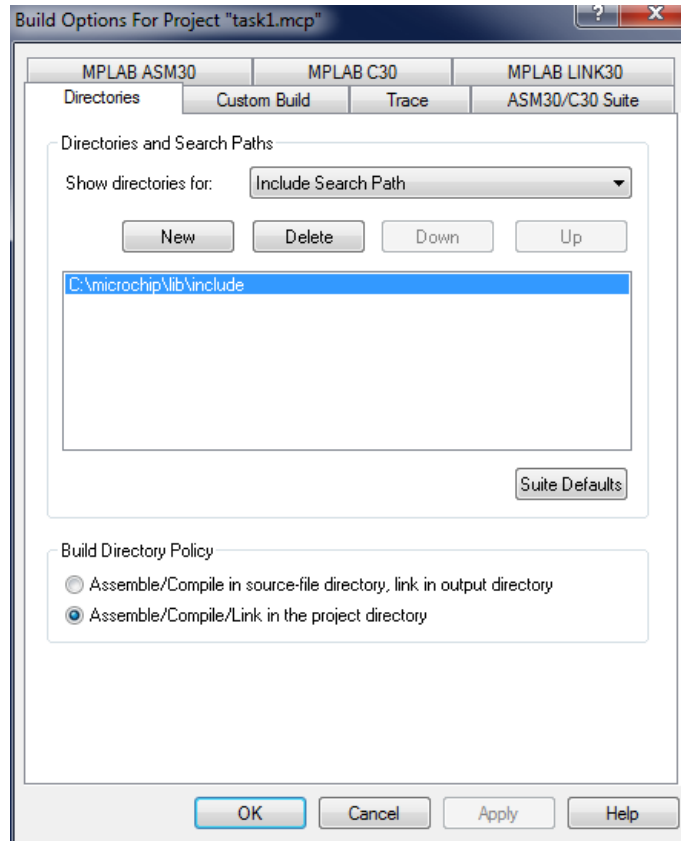 Build Options For Project "task1.mcp"
? X
MPLAB ASM30 MPLAB C30 MPLAB LINK30
Directories Custom Build Trace ASM30/C30 Suite
Directories and Search Paths
Show directories for: Include Search Path
New Delete Down Up
C:\microchip\lib\include
Suite Defaults
Build Directory Policy
Assemble/Compile in source-file directory, link in output directory
Assemble/Compile/Link in the project directory
OK Cancel Apply Help